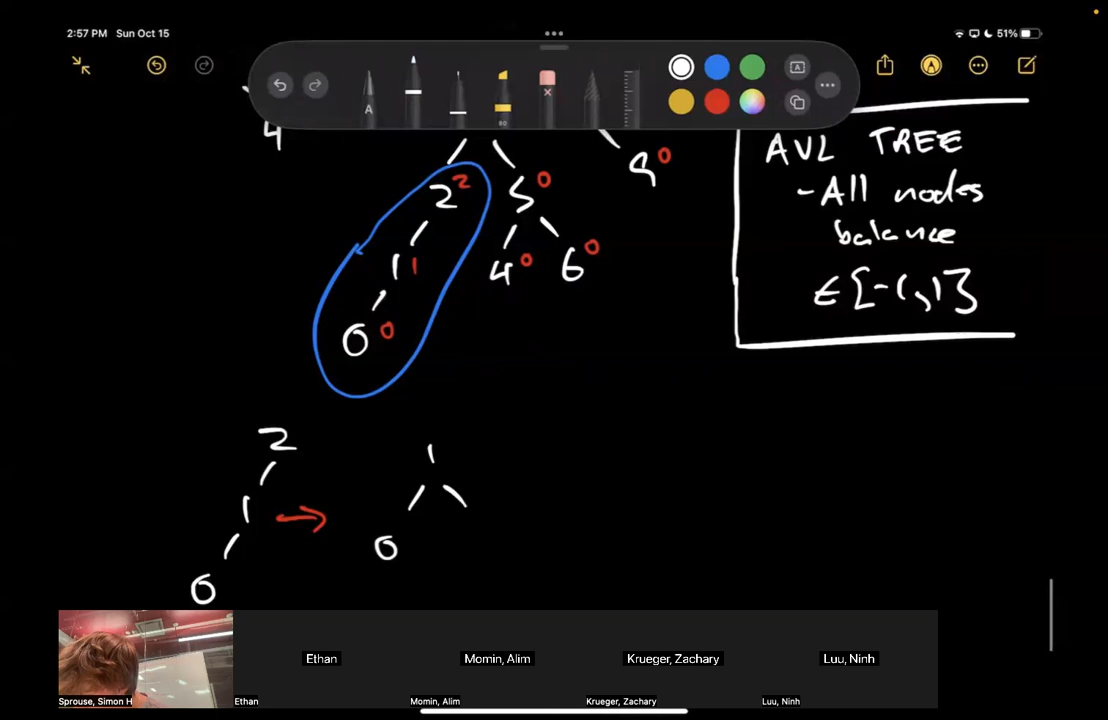 2:57 PM Sun Oct 15
51%
A
80
A
4
9 0
AVL TREE
- All nodes
balance
∈ [-1, 1]
2 2
5 0
1 1
4 0
6 0
0 0
2
1
1
0
0
Ethan
Momin, Alim
Krueger, Zachary
Luu, Ninh
Sprouse, Simon H
Ethan
Momin, Alim
Krueger, Zachary
Luu, Ninh